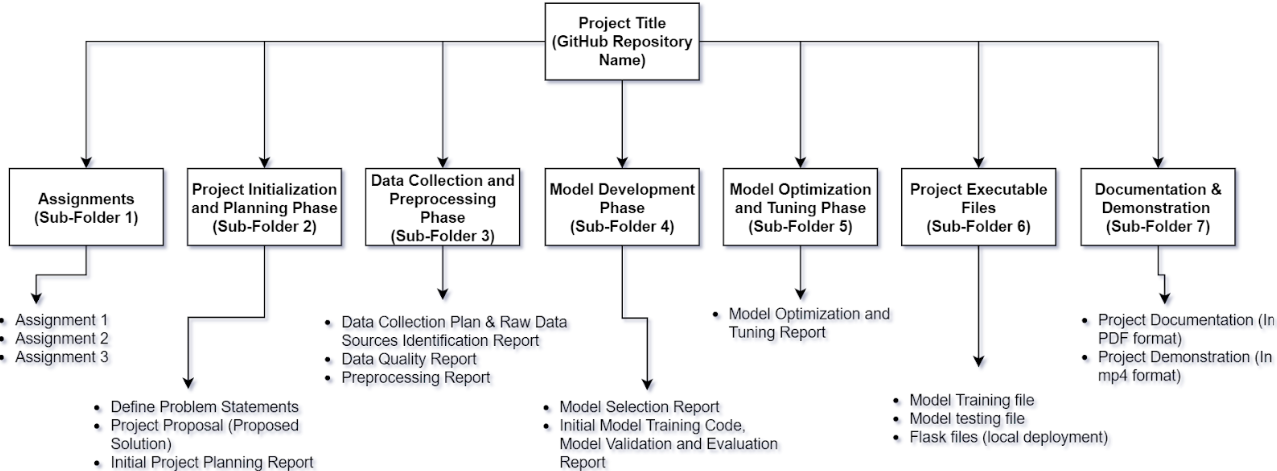 Project Title
(GitHub Repository
Name)
Assignments
(Sub-Folder 1)
Project Initialization
and Planning Phase
(Sub-Folder 2)
Data Collection and
Preprocessing
Phase
(Sub-Folder 3)
Model Development
Phase
(Sub-Folder 4)
Model Optimization
and Tuning Phase
(Sub-Folder 5)
Project Executable
Files
(Sub-Folder 6)
Documentation &
Demonstration
(Sub-Folder 7)
• Assignment 1
• Assignment 2
• Assignment 3
• Define Problem Statements
• Project Proposal (Proposed
Solution)
• Initial Project Planning Report
• Data Collection Plan & Raw Data
Sources Identification Report
• Data Quality Report
• Preprocessing Report
• Model Selection Report
• Initial Model Training Code,
Model Validation and Evaluation
Report
• Model Optimization and
Tuning Report
• Model Training file
• Model testing file
• Flask files (local deployment)
• Project Documentation (In
PDF format)
• Project Demonstration (In
mp4 format)